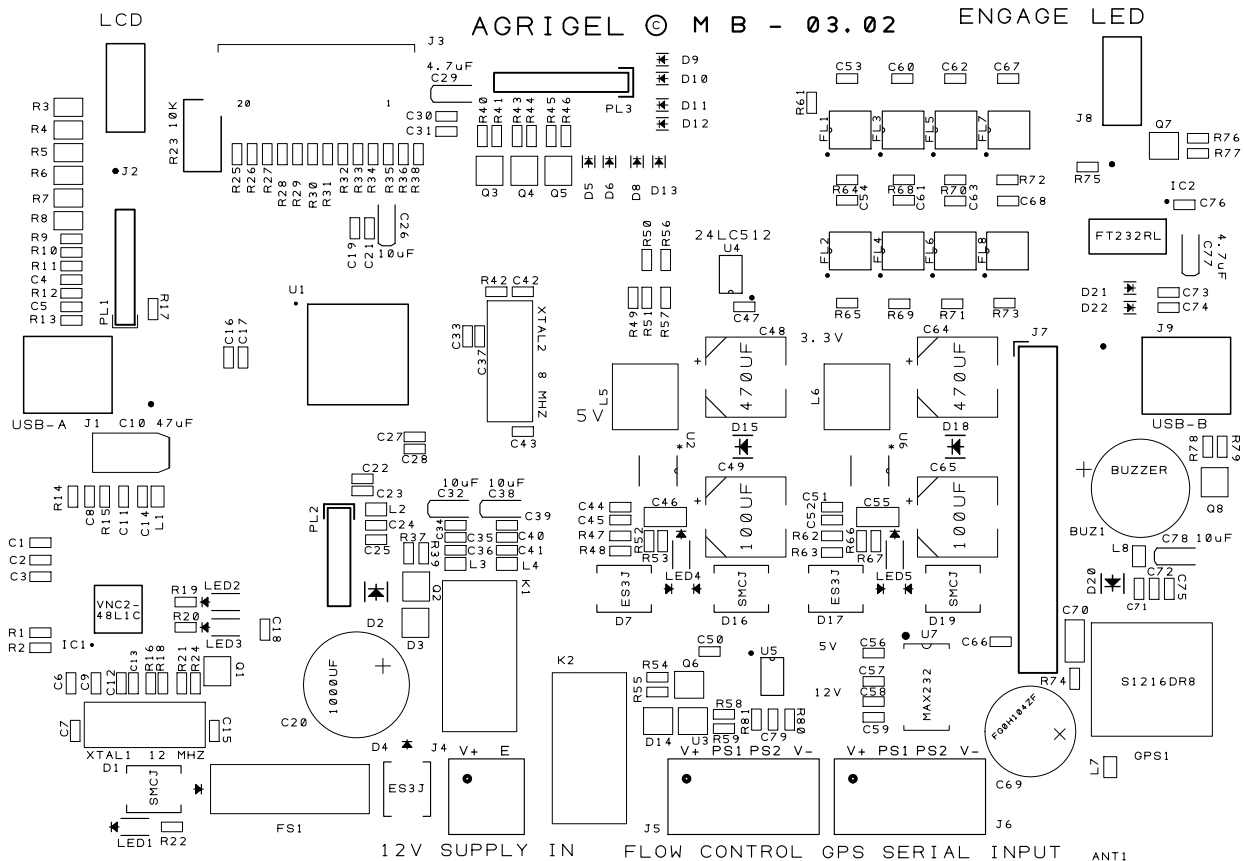 LCD
AGRIGEL © M B - 03.02
ENGAGE LED
J3
4.7uF
C29
20
1
R23 10K
C30
C31
PL3
R40
R41
R43
R44
R45
R46
D9
D10
D11
D12
C53
C60
C62
C67
R61
FL1
FL3
FL5
FL7
J8
Q7
R76
R77
R3
R4
R5
R6
R7
R8
R9
R10
R11
C4
R12
C5
R13
J2
PL1
R17
R25
R26
R27
R28
R29
R30
R31
R32
R33
R34
R35
R36
R38
Q3
Q4
Q5
D5
D6
D8
D13
R64
C54
R68
C61
R70
C63
R72
C68
R75
IC2
C76
C19
C21
C26
10uF
R50
R56
24LC512
U4
FL2
FL4
FL6
FL8
FT232RL
4.7uF
C77
U1
R42
C42
R49
R51
R57
C47
R65
R69
R71
R73
D21
D22
C73
C74
C16
C17
C33
C37
XTAL2 8 MHZ
C48
3.3V
C64
J7
J9
L5
470UF
L6
470UF
5V
USB-A
J1
C10 47uF
C43
C27
C28
U2
D15
U6
D18
USB-B
R78
R79
BUZZER
BUZ1
Q8
C22
C23
L2
C24
C25
10uF
C32
10uF
C38
C39
C34
C35
C36
L3
C40
C41
L4
C49
100UF
C65
100UF
C44
C45
R47
R48
C46
R52
R53
C51
C52
R62
R63
C55
R66
R67
R14
C8
R15
C11
C14
L1
PL2
R37
R39
C1
C2
C3
L8
C78 10uF
VNC2-
48L1C
IC1
R19
R20
LED2
LED3
C18
Q2
D2
D3
K1
ES3J
D7
LED4
SMCJ
D16
ES3J
D17
LED5
SMCJ
D19
D20
C71
C72
C75
R1
R2
C6
C9
C12
C13
R16
R18
R21
R24
Q1
1000UF
C20
K2
C50
U5
R54
R55
Q6
5V
12V
C56
C57
C58
C59
U7
MAX232
C66
C70
R74
S1216DR8
GPS1
C7
C15
XTAL1 12 MHZ
D14
U3
R58
R59
R81
C79
R80
F00H104ZF
C69
L7
D1
SMCJ
D4
J4
V+ E
V+ PS1 PS2 V-
V+ PS1 PS2 V-
ES3J
FS1
LED1
R22
J5
J6
12V SUPPLY IN
FLOW CONTROL
GPS SERIAL INPUT
ANT1